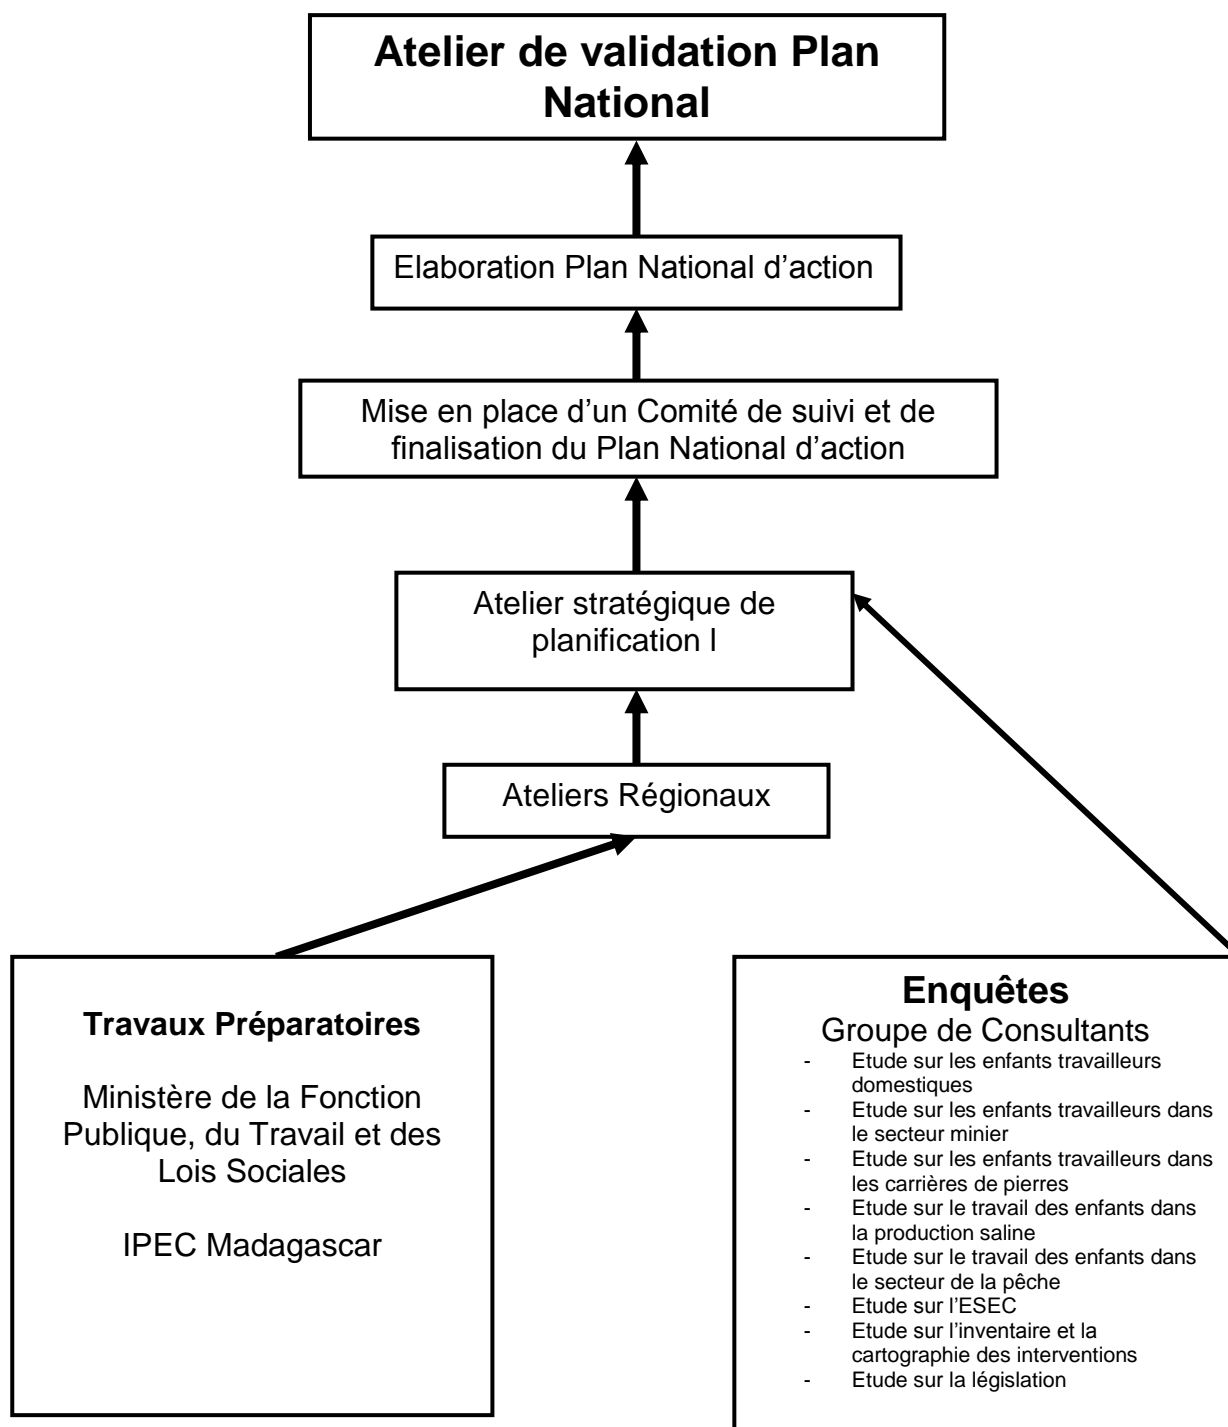 Atelier de validation Plan
National
Elaboration Plan National d’action
Mise en place d’un Comité de suivi et de
finalisation du Plan National d’action
Atelier stratégique de
planification I
Ateliers Régionaux
Travaux Préparatoires
Ministère de la Fonction
Publique, du Travail et des
Lois Sociales
IPEC Madagascar
Enquêtes
Groupe de Consultants
- Etude sur les enfants travailleurs
domestiques
- Etude sur les enfants travailleurs dans
le secteur minier
- Etude sur les enfants travailleurs dans
les carrières de pierres
- Etude sur le travail des enfants dans
la production saline
- Etude sur le travail des enfants dans
le secteur de la pêche
- Etude sur l’ESEC
- Etude sur l’inventaire et la
cartographie des interventions
- Etude sur la législation